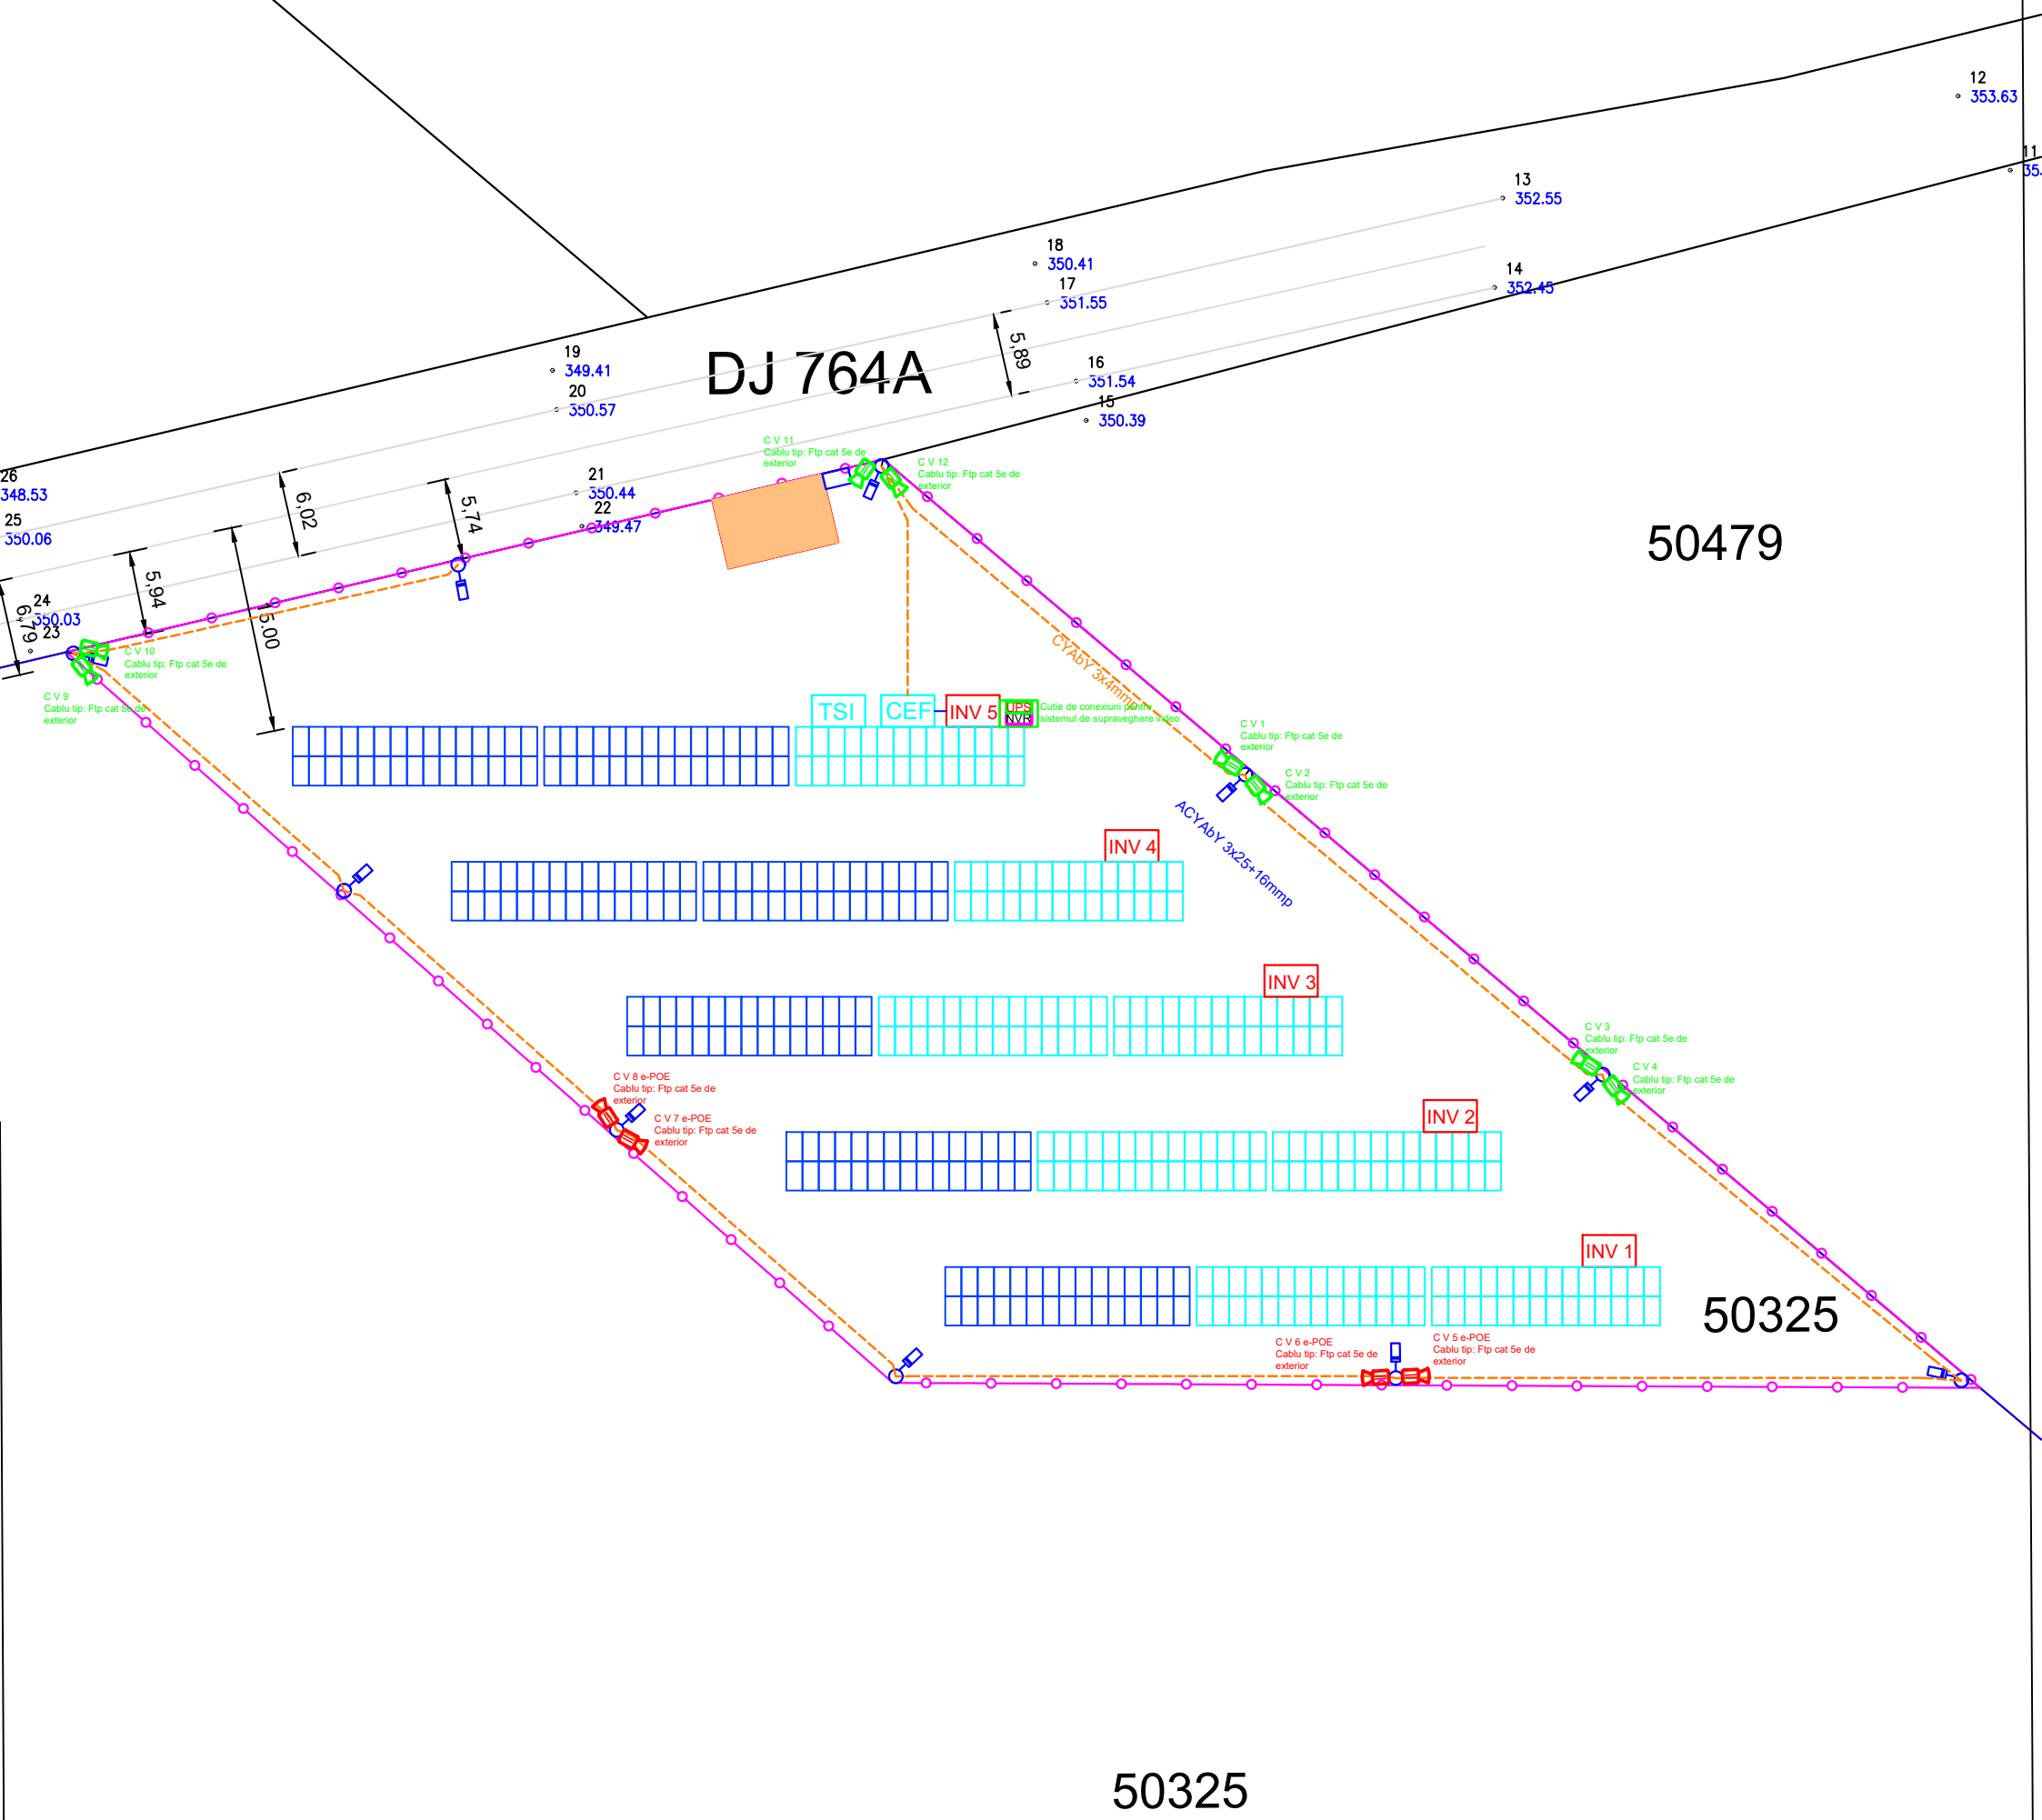 12
353.63
11
13
352.55
18
350.41
17
351.55
14
352.45
19
349.41
20
350.57
DJ 764A
5,89
16
351.54
15
350.39
C V 11
Cablu tip: Ftp cat 5e de
exterior
C V 12
Cablu tip: Ftp cat 5e de
exterior
26
348.53
25
350.06
6,02
5,74
21
350.44
22
349.47
50479
5,94
15.00
24
350.03
23
6,79
C V 10
Cablu tip: Ftp cat 5e de
exterior
C V 9
Cablu tip: Ftp cat 5e de
exterior
CYAbY 3x4mmp
TSI
CEF
INV 5
UPS
NVR
Cutie de conexiuni pentru
sistemul de supraveghere video
C V 1
Cablu tip: Ftp cat 5e de
exterior
C V 2
Cablu tip: Ftp cat 5e de
exterior
ACYAbY 3x25+16mmp
INV 4
INV 3
C V 3
Cablu tip: Ftp cat 5e de
exterior
C V 4
Cablu tip: Ftp cat 5e de
exterior
C V 8 e-POE
Cablu tip: Ftp cat 5e de
exterior
C V 7 e-POE
Cablu tip: Ftp cat 5e de
exterior
INV 2
INV 1
50325
C V 6 e-POE
Cablu tip: Ftp cat 5e de
exterior
C V 5 e-POE
Cablu tip: Ftp cat 5e de
exterior
50325